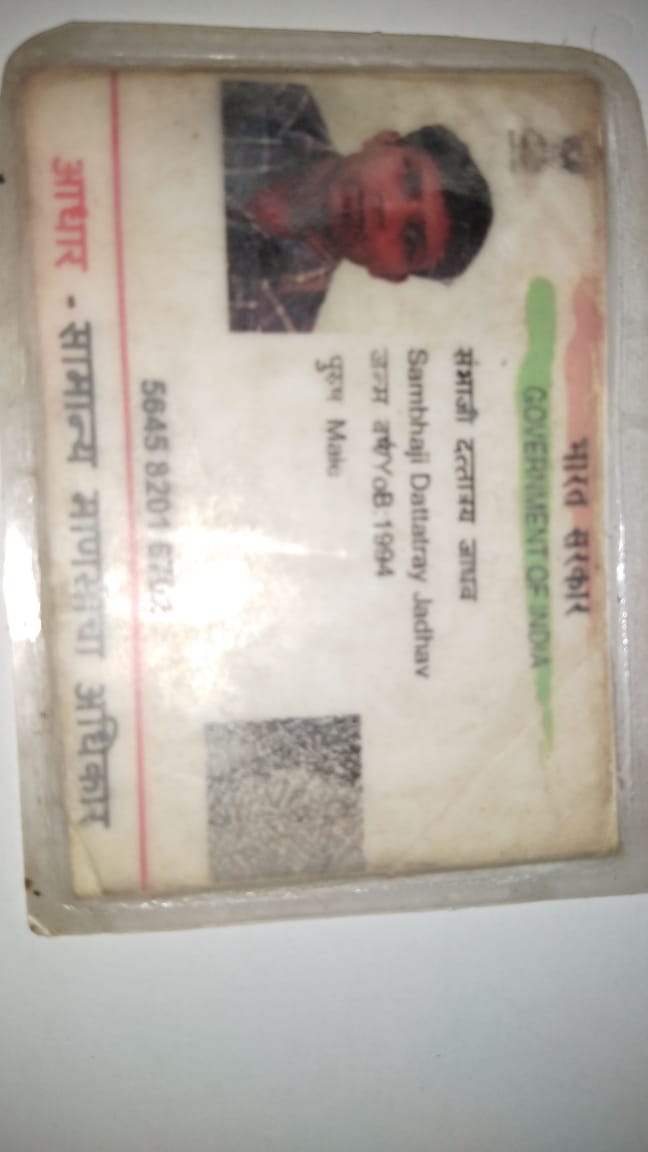 भारत सरकार
GOVERNMENT OF INDIA
संभाजी दत्तात्रय जाधव
Sambhaji Dattatray Jadhav
जन्म वर्ष/YoB 1994
पुरुष Male
5645 8201
आधार - सामान्य माणसाचा अधिकार